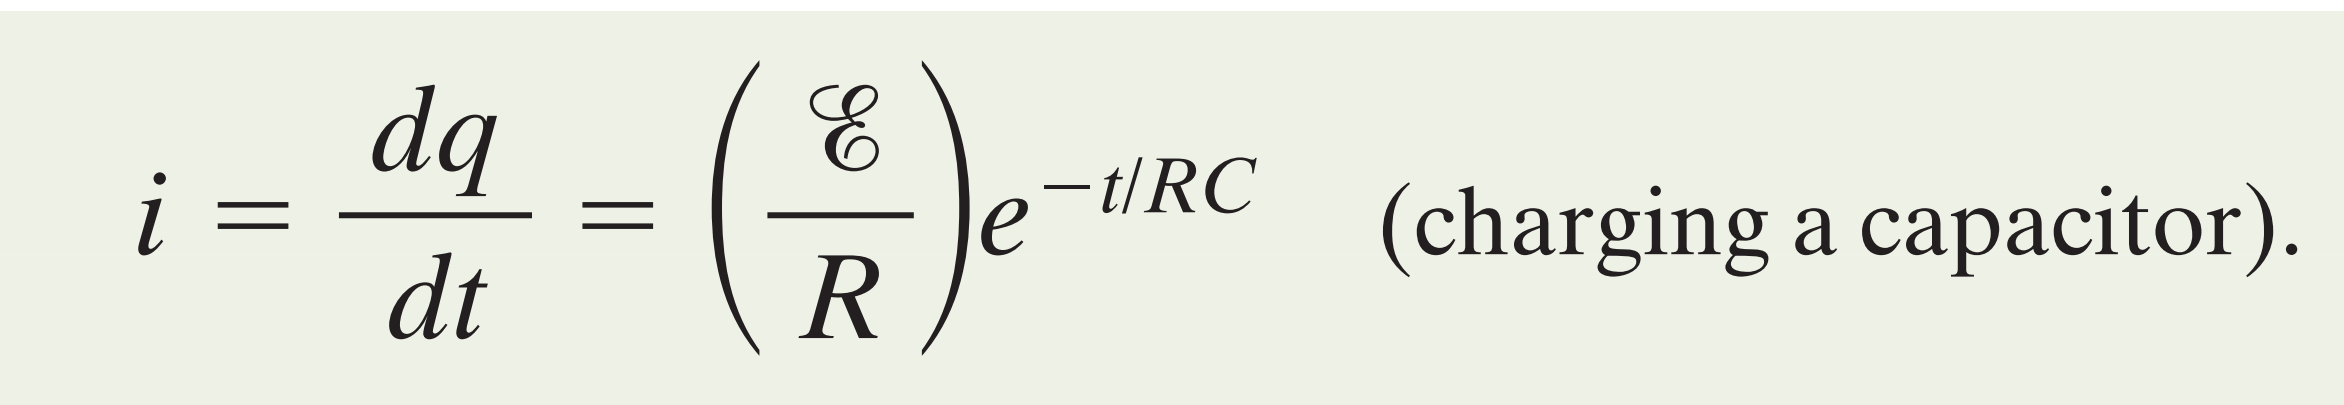 i = dq/dt = (ℰ/R)e^{−t/RC} (charging a capacitor).